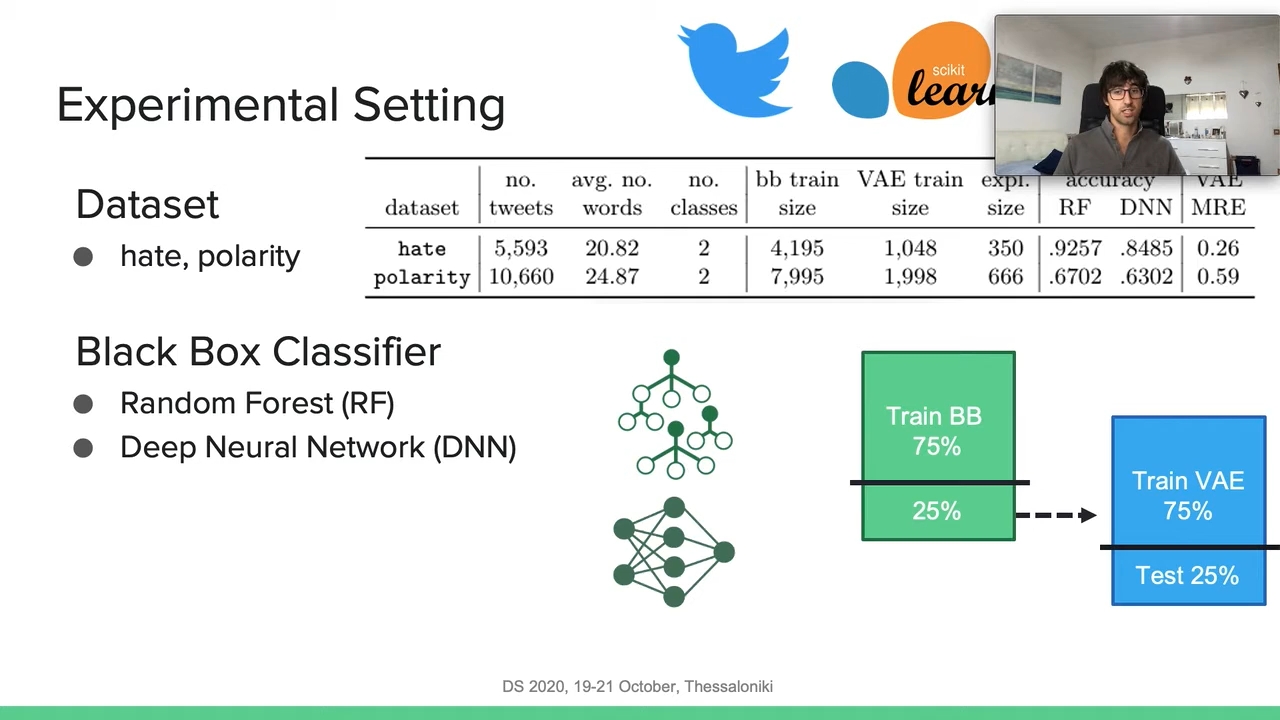 scikit
Experimental Setting
Dataset
hate, polarity
no. avg. no. no. bb train VAE train expl. accuracy VAE
dataset tweets words classes size size size RF DNN MRE
hate 5,593 20.82 2 4,195 1,048 350 .9257 .8485 0.26
polarity 10,660 24.87 2 7,995 1,998 666 .6702 .6302 0.59
Black Box Classifier
Random Forest (RF)
Deep Neural Network (DNN)
Train BB
75%
25%
Train VAE
75%
Test 25%
DS 2020, 19-21 October, Thessaloniki